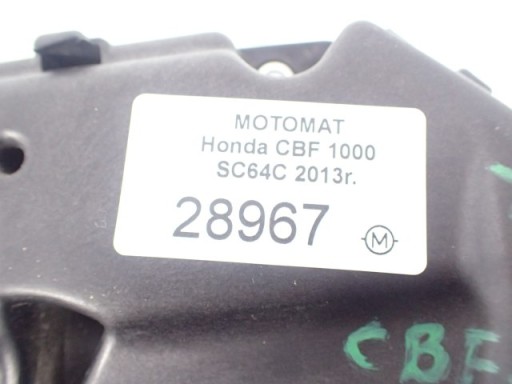 MOTOMAT
Honda CBF 1000
SC64C 2013r.
28967
M
CBF